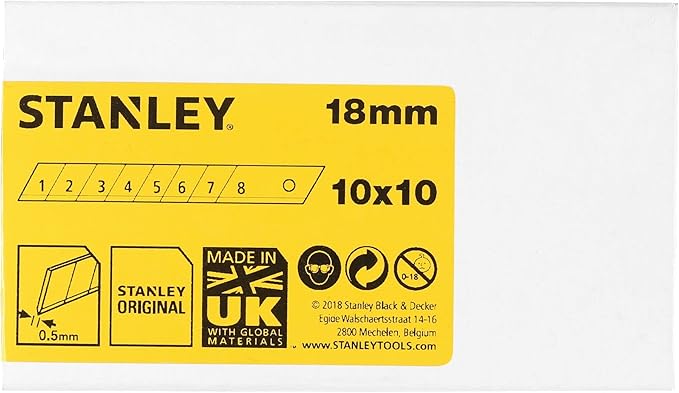 STANLEY®
18mm
1 2 3 4 5 6 7 8
10x10
0.5mm
STANLEY
ORIGINAL
MADE IN
UK
WITH GLOBAL
MATERIALS
0-18
© 2018 Stanley Black & Decker
Egide Walschaertsstraat 14-16
2800 Mechelen, Belgium
www.STANLEYTOOLS.com